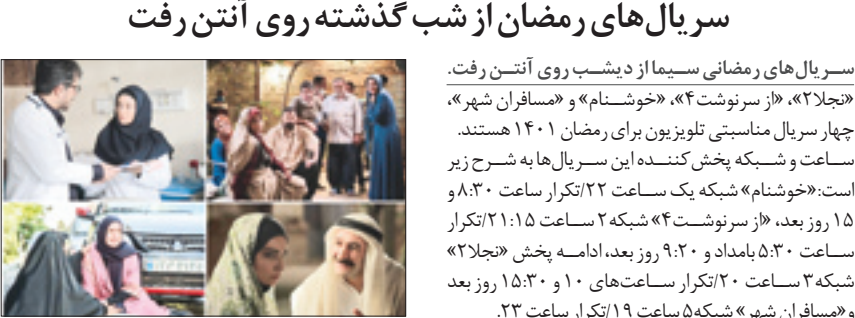 سریال‌های رمضان از شب گذشته روی آنتن رفت
سریال‌های رمضانی سیما از دیشب روی آنتن رفت.
«نجلا۲»، «از سرنوشت۴»، «خوشنام» و «مسافران شهر»،
چهار سریال مناسبتی تلویزیون برای رمضان ۱۴۰۱ هستند.
ساعت و شبکه پخش‌کننده این سریال‌ها به شرح زیر
است:«خوشنام» شبکه یک ساعت ۲۲/تکرار ساعت ۸:۳۰ و
۱۵ روز بعد، «از سرنوشت۴» شبکه۲ ساعت ۲۱:۱۵/تکرار
ساعت ۵:۳۰ بامداد و ۹:۲۰ روز بعد، ادامه پخش «نجلا۲»
شبکه۳ ساعت ۲۰/تکرار ساعت‌های ۱۰ و ۱۵:۳۰ روز بعد
و «مسافران شهر» شبکه۵ ساعت ۱۹/تکرار ساعت ۲۳.